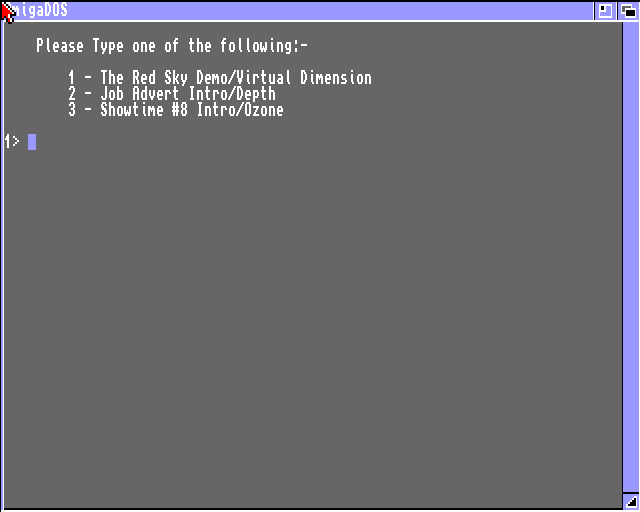 AmigaDOS
Please Type one of the following:-
1 - The Red Sky Demo/Virtual Dimension
2 - Job Advert Intro/Depth
3 - Showtime #8 Intro/Ozone
1>